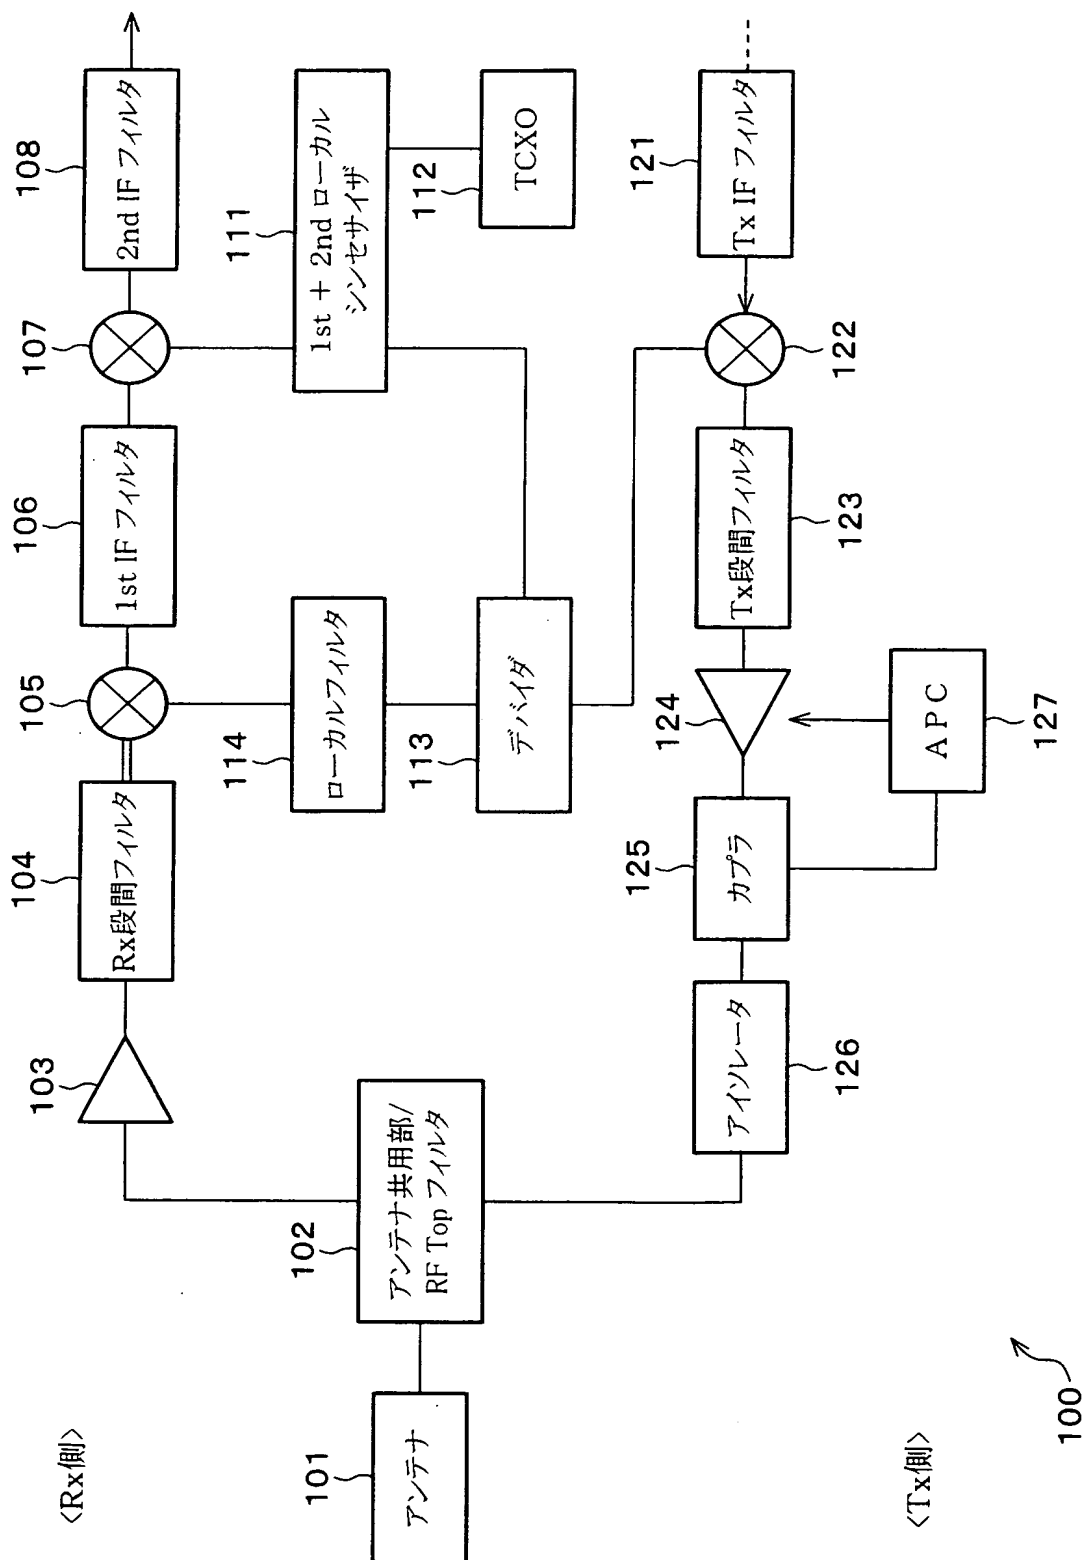 <Rx側>
101
アンテナ
102
アンテナ共用部/
RF Top フィルタ
103
104
Rx段間フィルタ
105
106
1st IF フィルタ
107
108
2nd IF フィルタ
111
1st + 2nd ローカル
シンセサイザ
112
TCXO
113
デバイダ
114
ローカルフィルタ
121
Tx IF フィルタ
122
123
Tx段間フィルタ
124
125
カプラ
126
アイソレータ
127
APC
<Tx側>
100